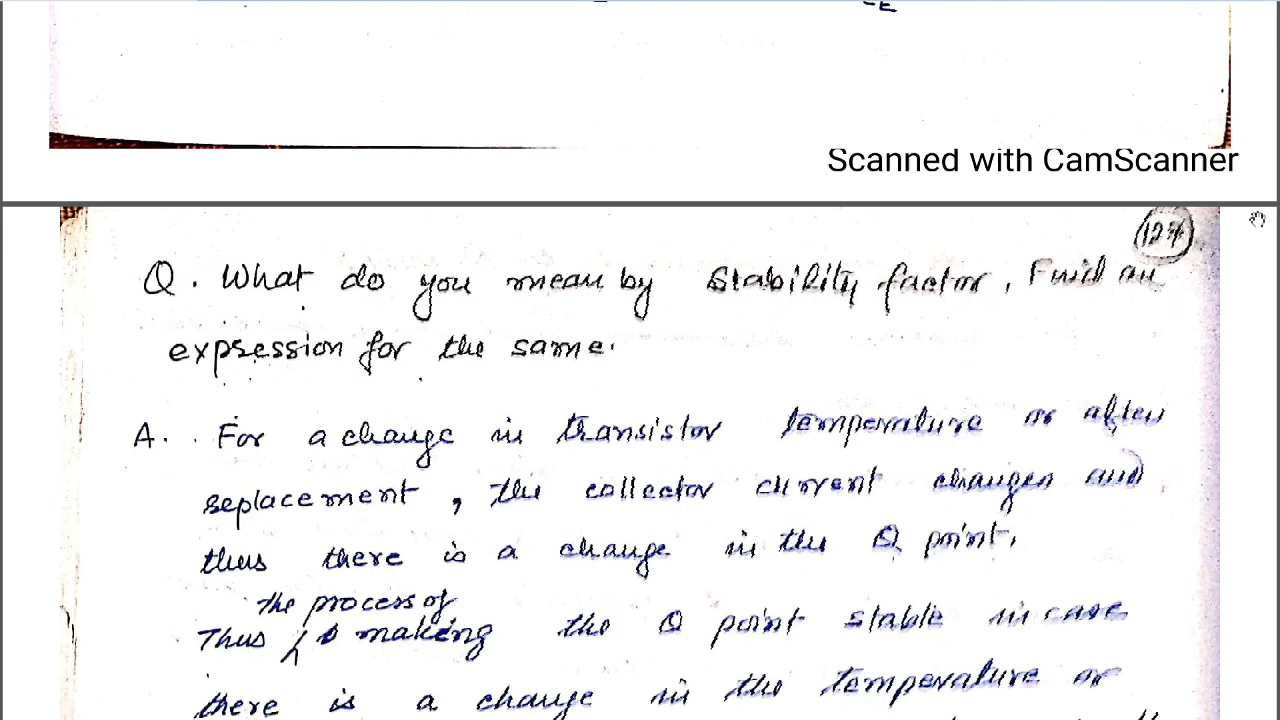 Scanned with CamScanner
127
Q. What do you mean by Stability factor, Find an
expression for the same.
A. For a change in transistor temperature or after
replacement, the collector current changes and
thus there is a change in the Q point.
the process of
Thus making the Q point stable in case
there is a change in the temperature or